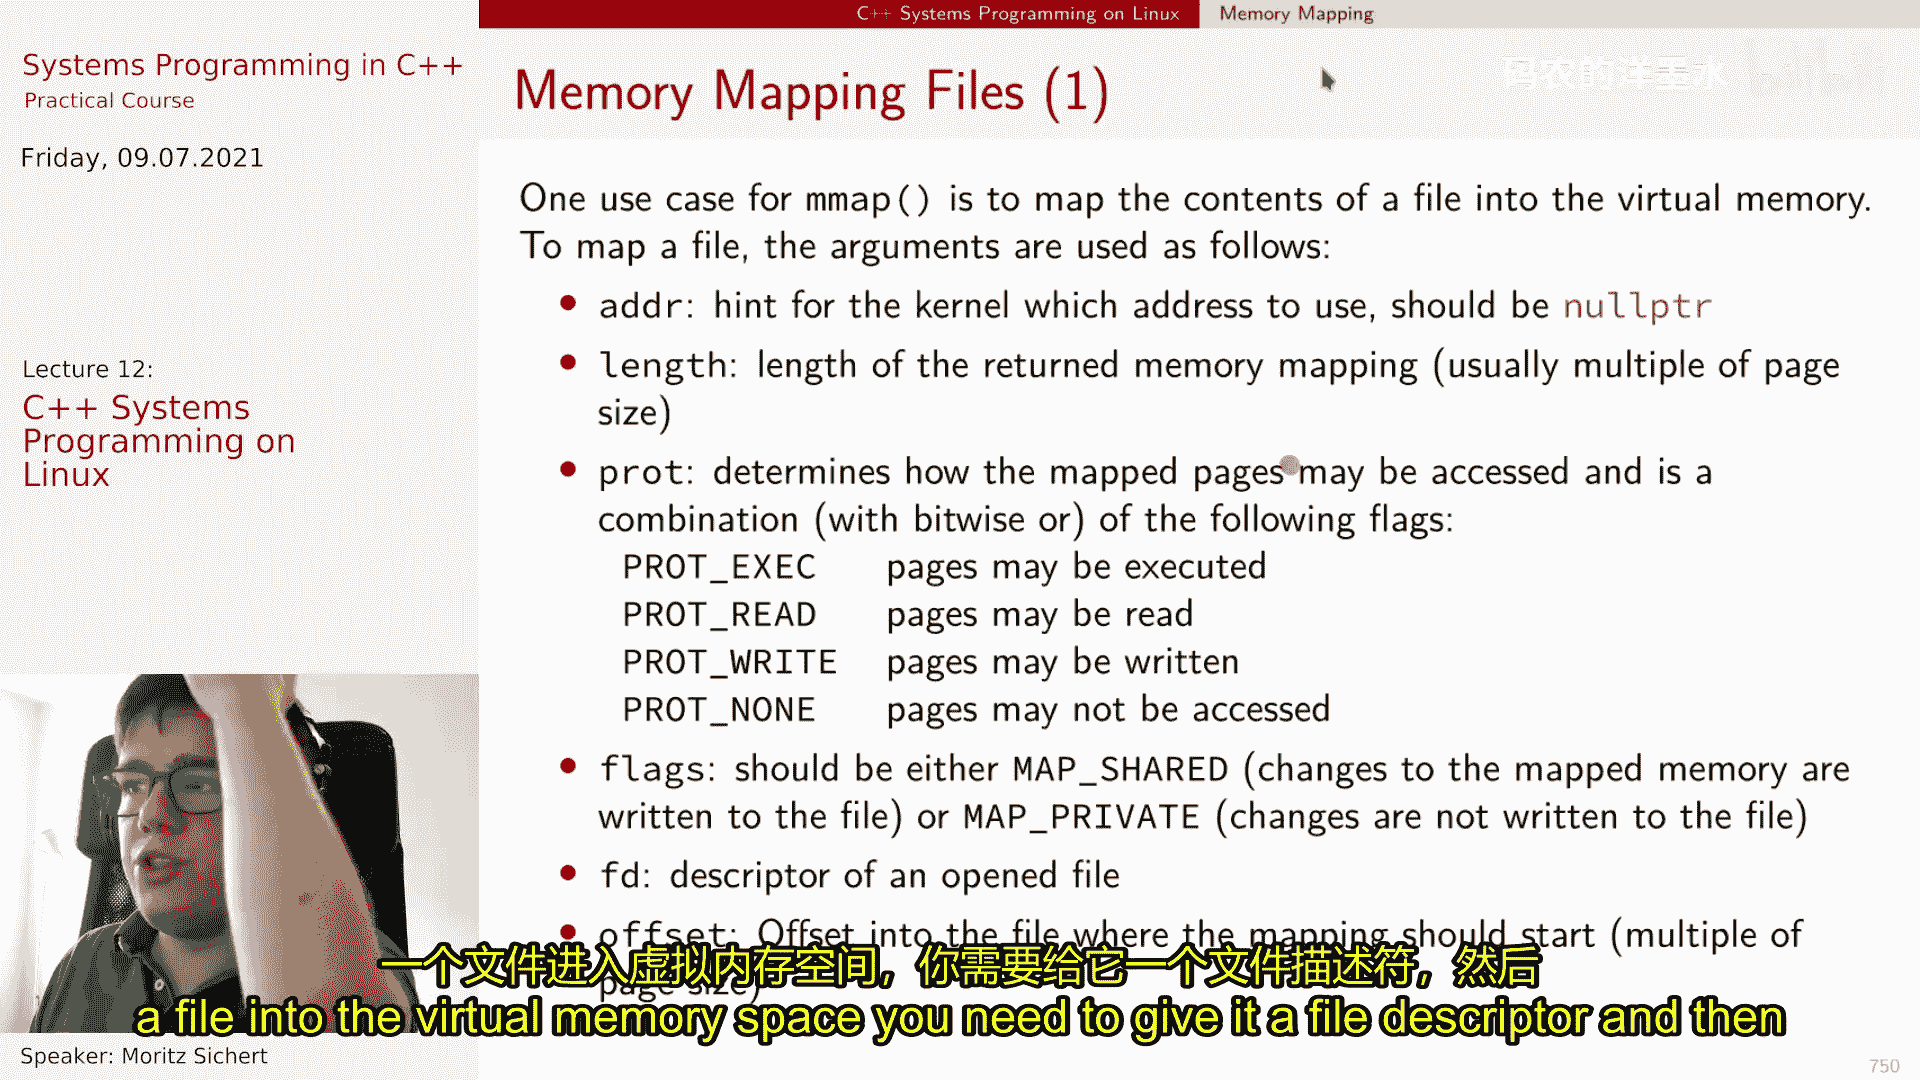 C++ Systems Programming on Linux
Memory Mapping
Systems Programming in C++
Practical Course
Friday, 09.07.2021
Lecture 12:
C++ Systems
Programming on
Linux
Speaker: Moritz Sichert
码农的洋墨水
Memory Mapping Files (1)
One use case for mmap() is to map the contents of a file into the virtual memory.
To map a file, the arguments are used as follows:
• addr: hint for the kernel which address to use, should be nullptr
• length: length of the returned memory mapping (usually multiple of page
size)
• prot: determines how the mapped pages may be accessed and is a
combination (with bitwise or) of the following flags:
PROT_EXEC pages may be executed
PROT_READ pages may be read
PROT_WRITE pages may be written
PROT_NONE pages may not be accessed
• flags: should be either MAP_SHARED (changes to the mapped memory are
written to the file) or MAP_PRIVATE (changes are not written to the file)
• fd: descriptor of an opened file
• offset: Offset into the file where the mapping should start (multiple of
page size)
一个文件进入虚拟内存空间，你需要给它一个文件描述符，然后
a file into the virtual memory space you need to give it a file descriptor and then
750